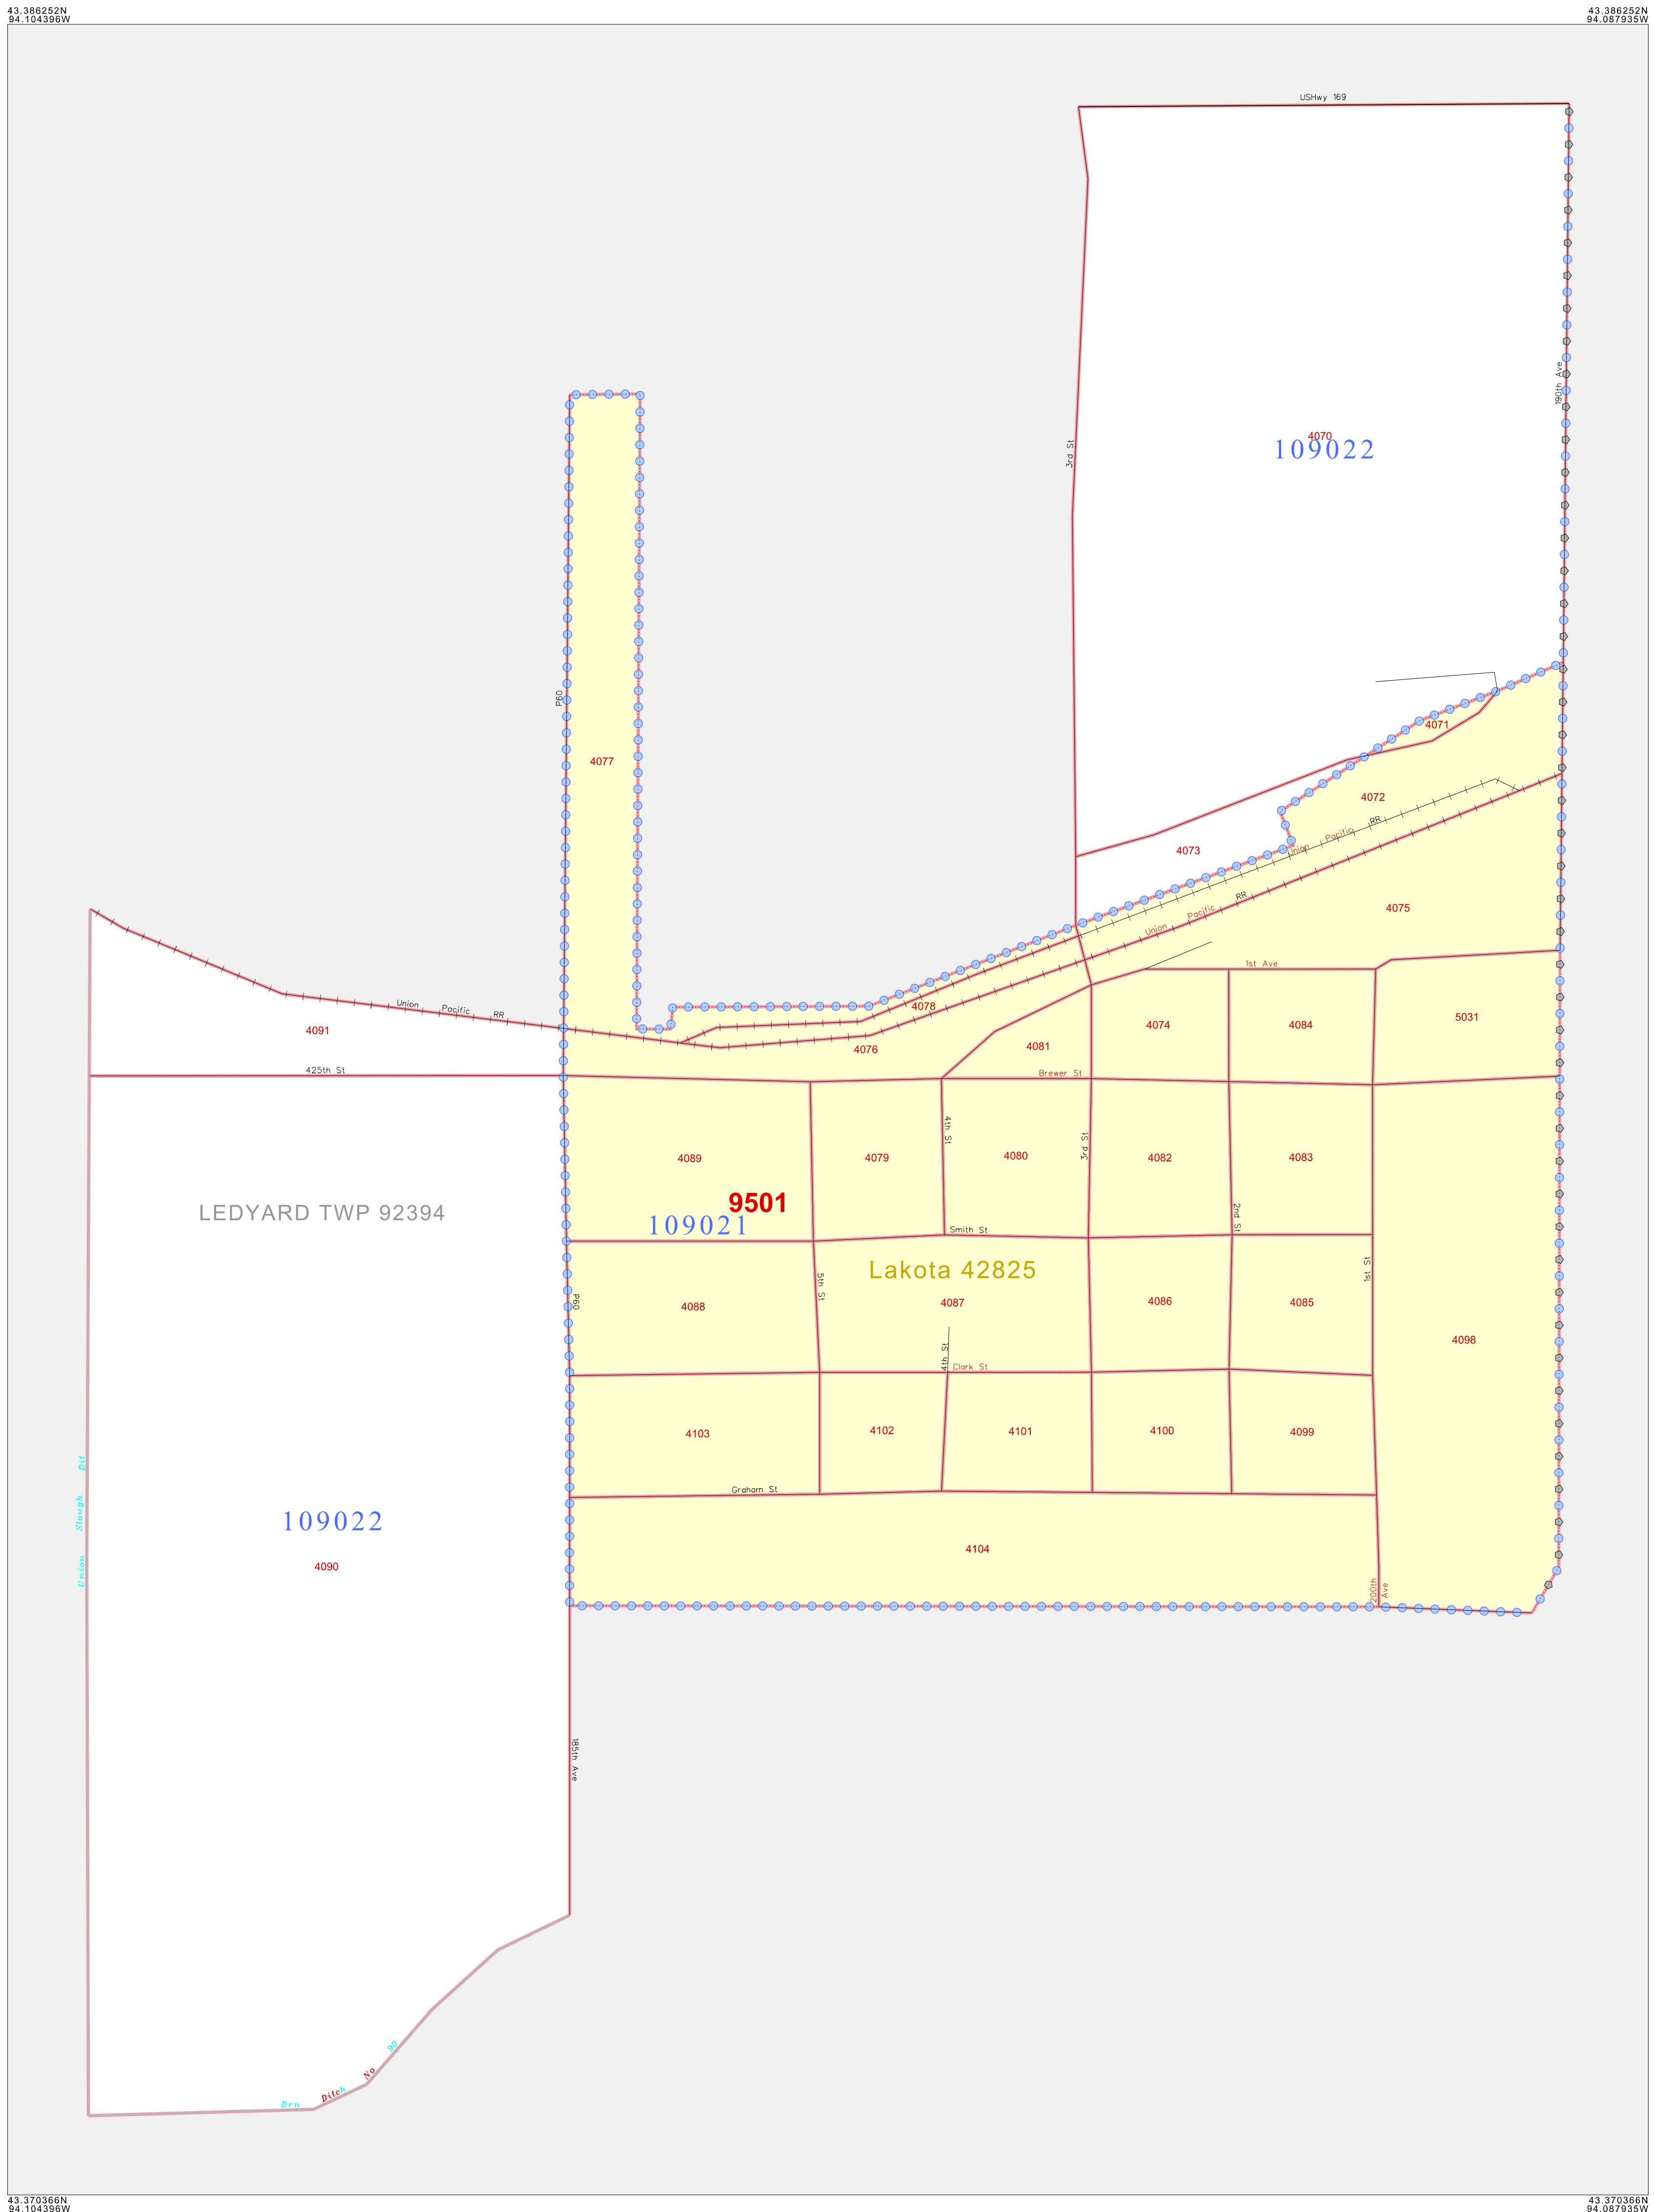 43.386252N
94.104396W
43.386252N
94.087935W
USHwy 169
190th Ave
3rd St
4070
109022
P60
4077
4071
4072
Union Pacific RR
4073
4075
Union Pacific RR
1st Ave
4078
4091
Union Pacific RR
4076
4081
4074
4084
5031
425th St
Brewer St
4th St
3rd St
4089
4079
4080
4082
4083
9501
LEDYARD TWP 92394
109021
Smith St
2nd St
Lakota 42825
5th St
P60
1st St
4088
4087
4086
4085
4098
4th St
Clark St
4103
4102
4101
4100
4099
Union Slough Dit
Graham St
109022
4104
4090
200th Ave
185th Ave
Drn Ditch No 90
43.370366N
94.104396W
43.370366N
94.087935W